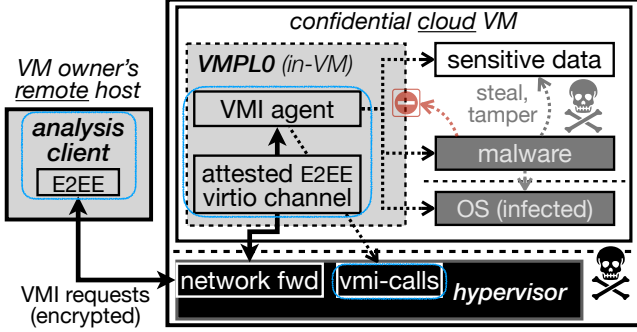 confidential cloud VM
VM owner's
remote host
analysis
client
E2EE
VMI requests
(encrypted)
VMPL0 (in-VM)
VMI agent
attested E2EE
virtio channel
sensitive data
steal,
tamper
malware
OS (infected)
network fwd
vmi-calls
hypervisor